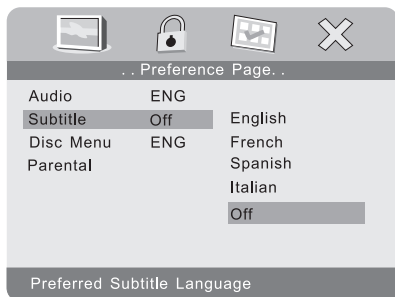 . . Preference Page. .
Audio ENG
Subtitle Off
Disc Menu ENG
Parental
English
French
Spanish
Italian
Off
Preferred Subtitle Language